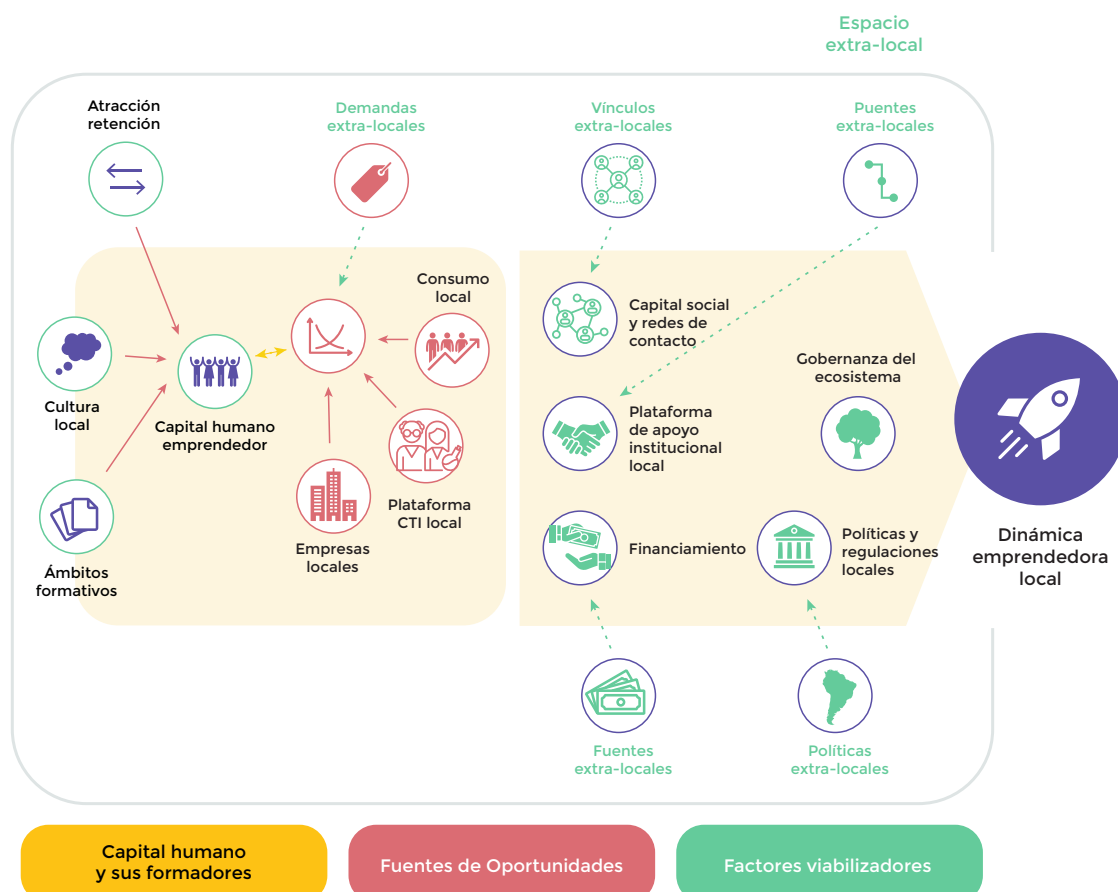 Espacio
extra-local
Atracción
retención
Demandas
extra-locales
Vínculos
extra-locales
Puentes
extra-locales
Consumo
local
Capital social
y redes de
contacto
Gobernanza del
ecosistema
Cultura
local
Capital humano
emprendedor
Plataforma
de apoyo
institucional
local
Plataforma
CTI local
Empresas
locales
Ámbitos
formativos
Financiamiento
Políticas y
regulaciones
locales
Dinámica
emprendedora
local
Fuentes
extra-locales
Políticas
extra-locales
Capital humano
y sus formadores
Fuentes de Oportunidades
Factores viabilizadores